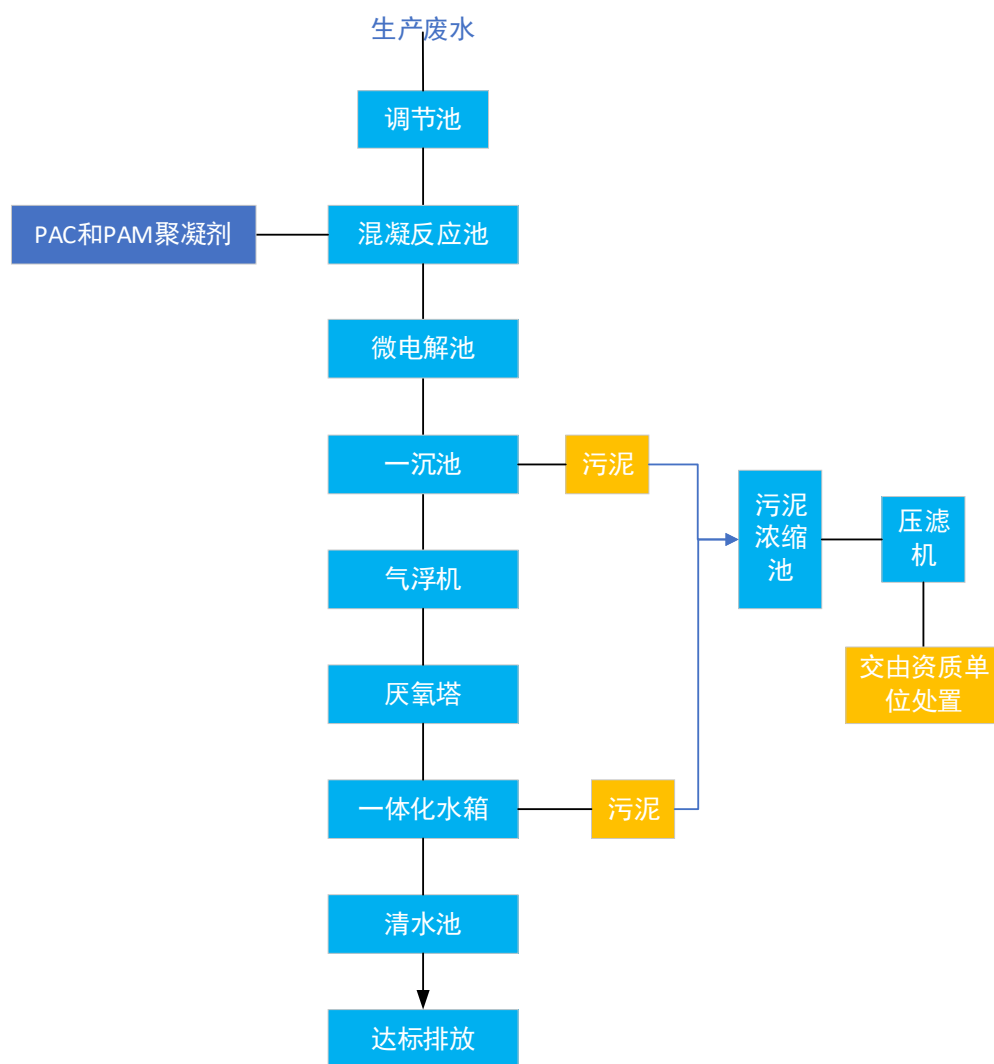 生产废水
调节池
PAC和PAM聚凝剂
混凝反应池
微电解池
一沉池
污泥
污泥
浓缩
池
压滤
机
气浮机
厌氧塔
交由资质单
位处置
一体化水箱
污泥
清水池
达标排放